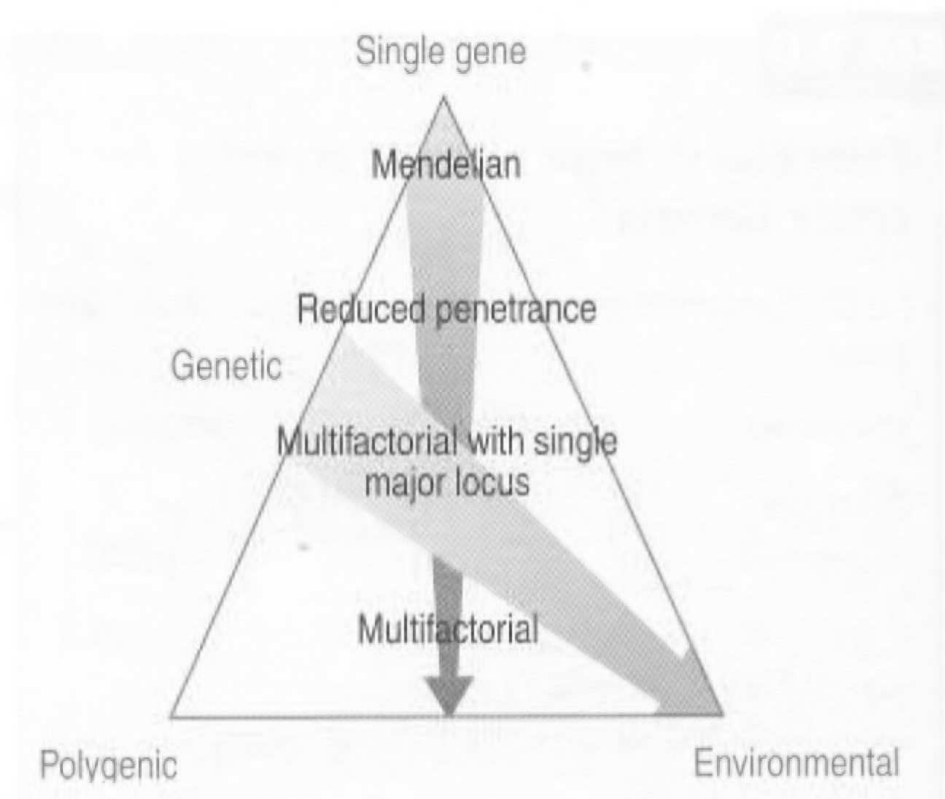 Single gene
Mendelian
Reduced penetrance
Genetic
Multifactorial with single
major locus
Multifactorial
Polygenic
Environmental